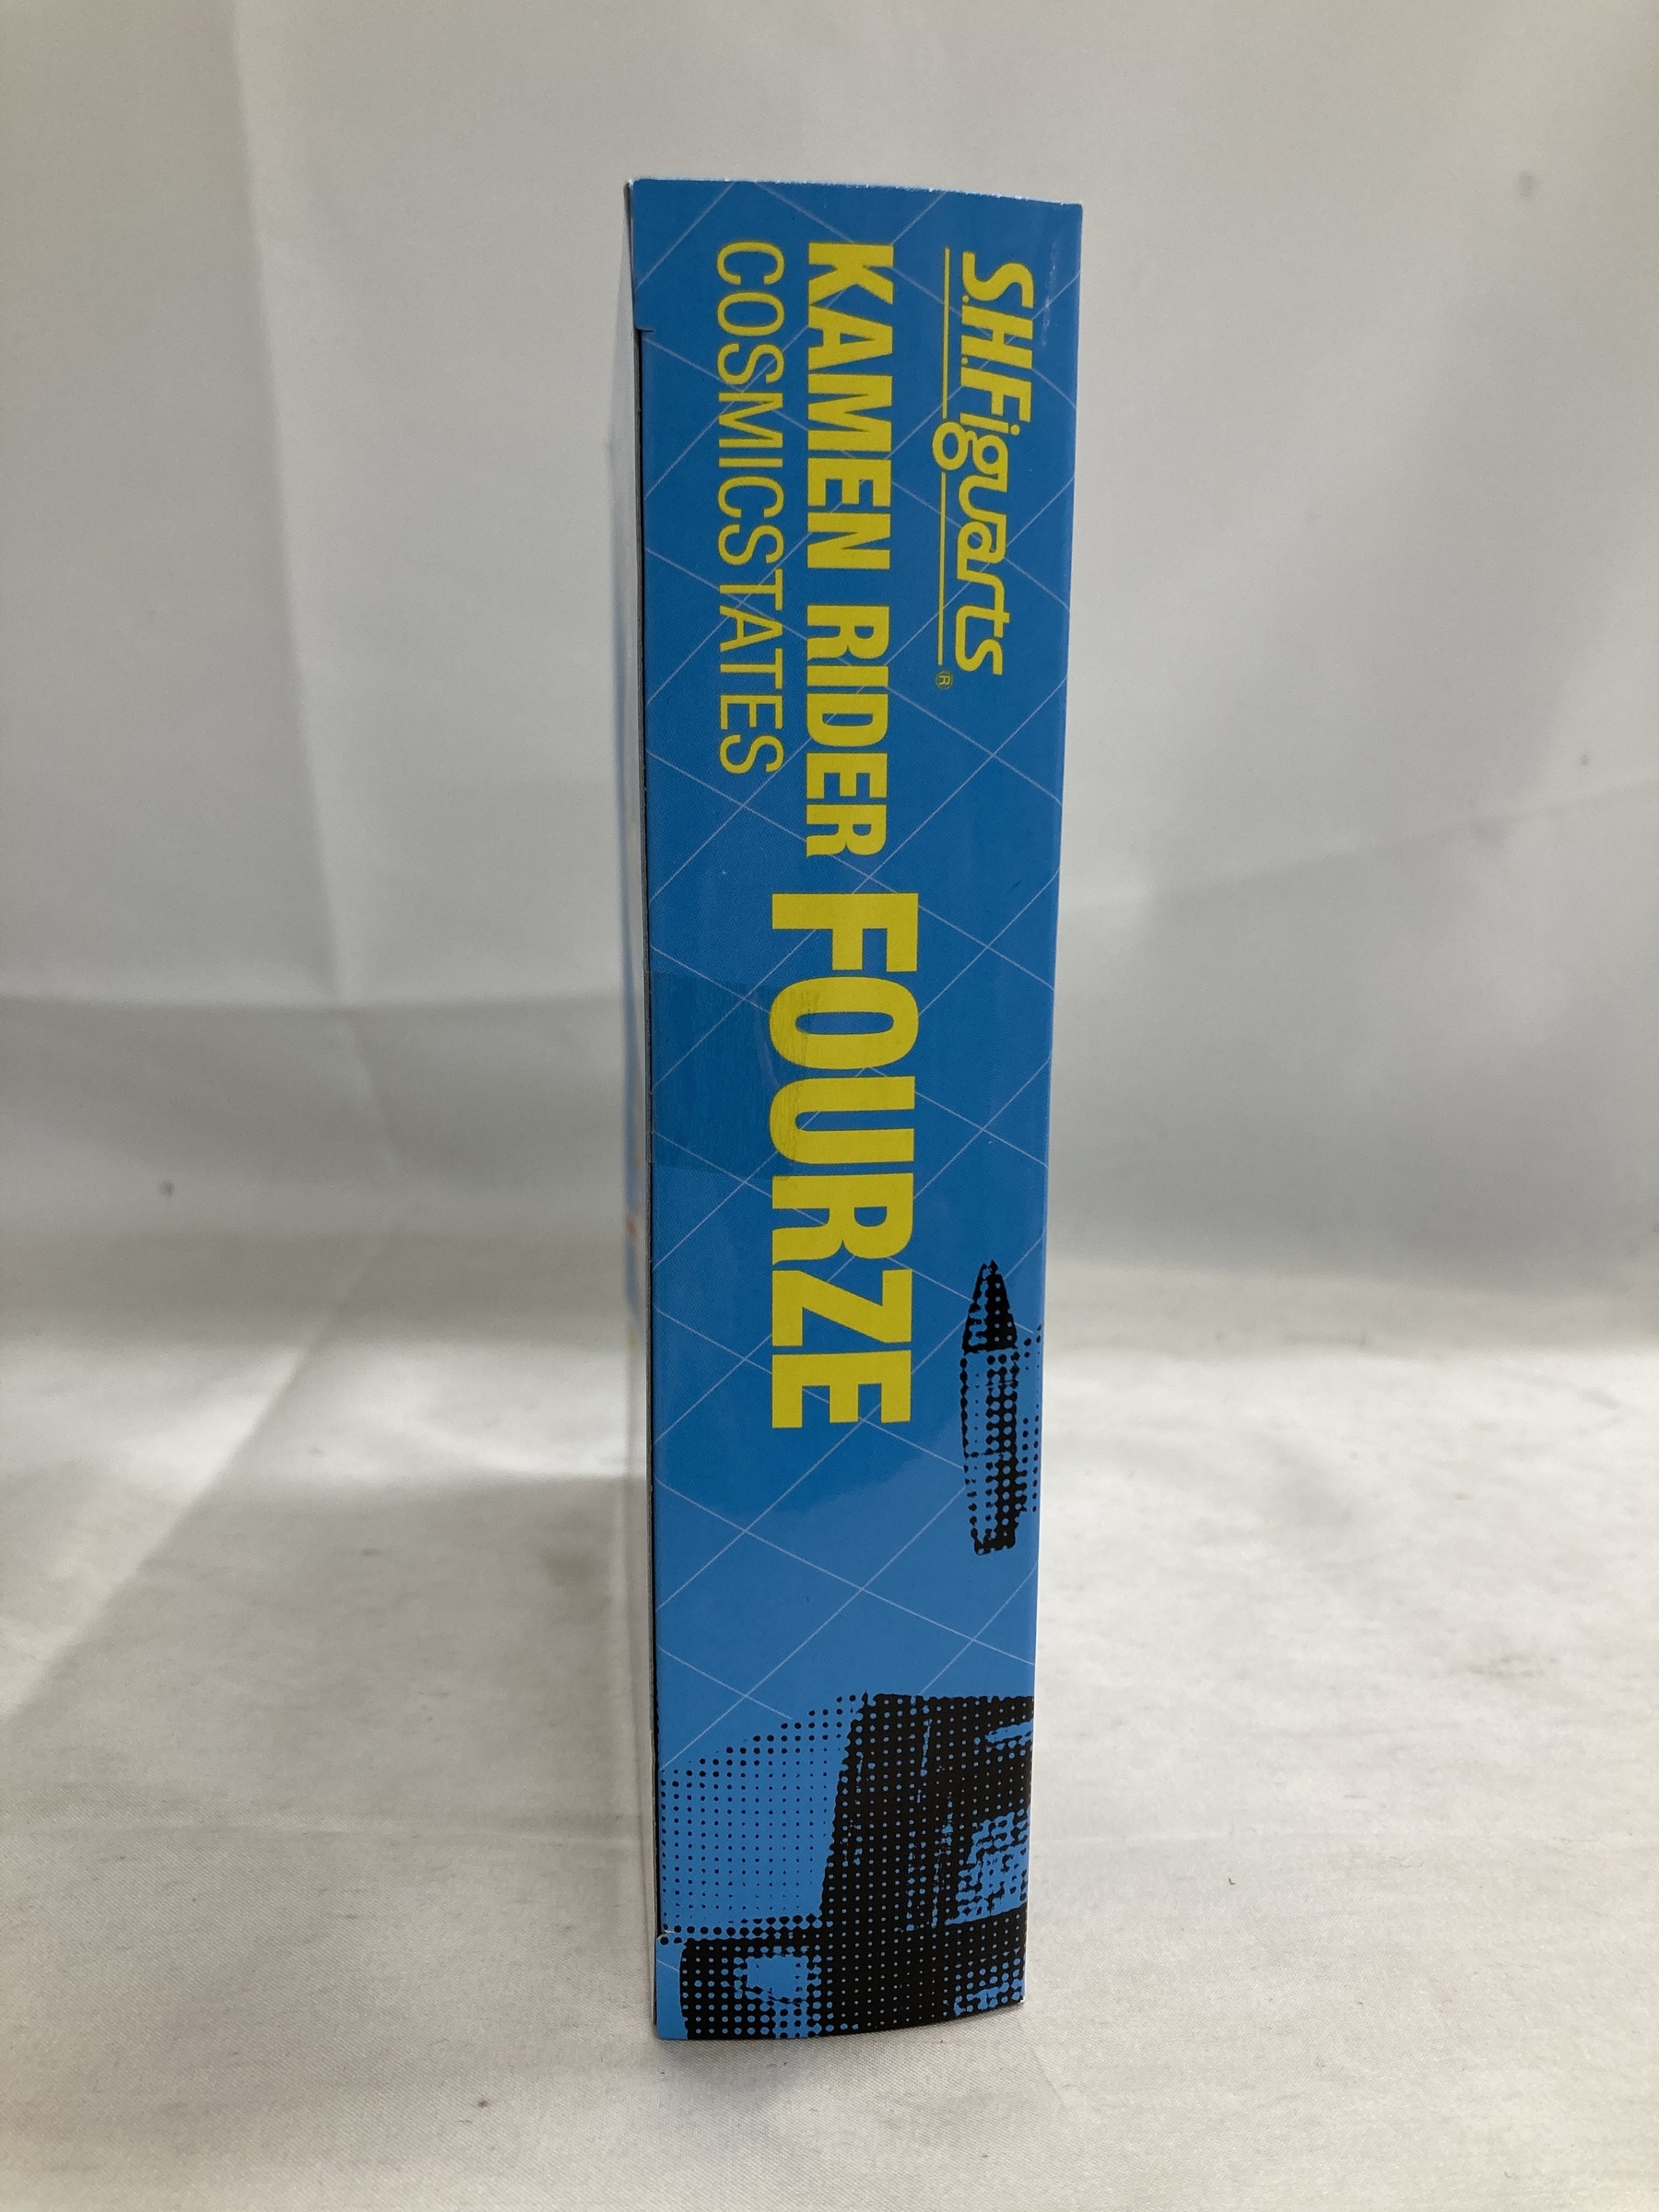 S.H.Figuarts®
KAMEN RIDER FOURZE
COSMICSTATES